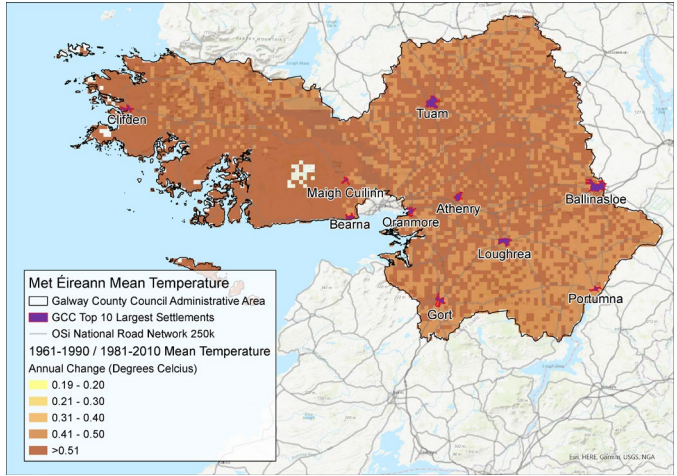 Clifden
Tuam
Maigh Cuilinn
Bearna
Oranmore
Athenry
Ballinasloe
Loughrea
Gort
Portumna
Met Éireann Mean Temperature
Galway County Council Administrative Area
GCC Top 10 Largest Settlements
OSi National Road Network 250k
1961-1990 / 1981-2010 Mean Temperature
Annual Change (Degrees Celcius)
0.19 - 0.20
0.21 - 0.30
0.31 - 0.40
0.41 - 0.50
>0.51
Esri, HERE, Garmin, USGS, NGA